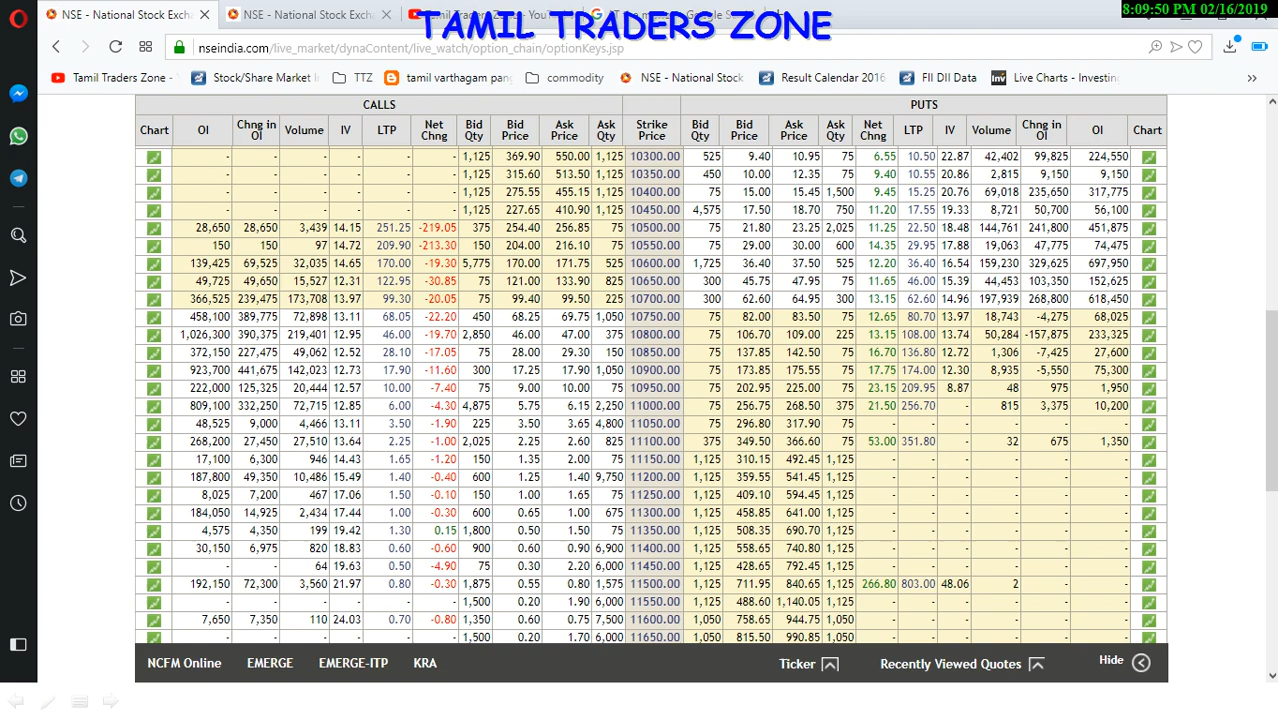 8:09:50 PM 02/16/2019
NSE - National Stock Exch
NSE - National Stock Exch
TAMIL TRADERS ZONE
nseindia.com/live_market/dynaContent/live_watch/option_chain/optionKeys.jsp
Tamil Traders Zone - Stock/Share Market TTZ tamil varthagam pan commodity NSE - National Stock Result Calendar 2016 FII DII Data Live Charts - Investin
CALLS PUTS
Chart OI Chng in OI Volume IV LTP Net Chng Bid Qty Bid Price Ask Price Ask Qty Strike Price Bid Qty Bid Price Ask Price Ask Qty Net Chng LTP IV Volume Chng in OI OI Chart
- - - - - - 1,125 369.90 550.00 1,125 10300.00 525 9.40 10.95 75 6.55 10.50 22.87 42,402 99,825 224,550
- - - - - - 1,125 315.60 513.50 1,125 10350.00 450 10.00 12.35 75 9.40 10.55 20.86 2,815 9,150 9,150
- - - - - - 1,125 275.55 455.15 1,125 10400.00 75 15.00 15.45 1,500 9.45 15.25 20.76 69,018 235,650 317,775
- - - - - - 1,125 227.65 410.90 1,125 10450.00 4,575 17.50 18.70 750 11.20 17.55 19.33 8,721 50,700 56,100
28,650 28,650 3,439 14.15 251.25 -219.05 375 254.40 256.85 75 10500.00 75 21.80 23.25 2,025 11.25 22.50 18.48 144,761 241,800 451,875
150 150 97 14.72 209.90 -213.30 150 204.00 216.10 75 10550.00 75 29.00 30.00 600 14.35 29.95 17.88 19,063 47,775 74,475
139,425 69,525 32,035 14.65 170.00 -19.30 5,775 170.00 171.75 525 10600.00 1,725 36.40 37.50 525 12.20 36.40 16.54 159,230 329,625 697,950
49,725 49,650 15,527 12.31 122.95 -30.85 75 121.00 133.90 825 10650.00 300 45.75 47.95 75 11.65 46.00 15.39 44,453 103,350 152,625
366,525 239,475 173,708 13.97 99.30 -20.05 75 99.40 99.50 225 10700.00 300 62.60 64.95 300 13.15 62.60 14.96 197,939 268,800 618,450
458,100 389,775 72,898 13.11 68.05 -22.20 450 68.25 69.75 1,050 10750.00 75 82.00 83.50 75 12.65 80.70 13.97 18,743 -4,275 68,025
1,026,300 390,375 219,401 12.95 46.00 -19.70 2,850 46.00 47.00 375 10800.00 75 106.70 109.00 225 13.15 108.00 13.74 50,284 -157,875 233,325
372,150 227,475 49,062 12.52 28.10 -17.05 75 28.00 29.30 150 10850.00 75 137.85 142.50 75 16.70 136.80 12.72 1,306 -7,425 27,600
923,700 441,675 142,023 12.73 17.90 -11.60 300 17.25 17.90 1,050 10900.00 75 173.85 175.55 75 17.75 174.00 12.30 8,935 -5,550 75,300
222,000 125,325 20,444 12.57 10.00 -7.40 75 9.00 10.00 75 10950.00 75 202.95 225.00 75 23.15 209.95 8.87 48 975 1,950
809,100 332,250 72,715 12.85 6.00 -4.30 4,875 5.75 6.15 2,250 11000.00 75 256.75 268.50 375 21.50 256.70 - 815 3,375 10,200
48,525 9,000 4,466 13.11 3.50 -1.90 225 3.50 3.65 4,800 11050.00 75 296.80 317.90 75 - - - - - -
268,200 27,450 27,510 13.64 2.25 -1.00 2,025 2.25 2.60 825 11100.00 375 349.50 366.60 75 53.00 351.80 - 32 675 1,350
17,100 6,300 946 14.43 1.65 -1.20 150 1.35 2.00 75 11150.00 1,125 310.15 492.45 1,125 - - - - - -
187,800 49,350 10,486 15.49 1.40 -0.40 600 1.25 1.40 9,750 11200.00 1,125 359.55 541.45 1,125 - - - - - -
8,025 7,200 467 17.06 1.50 -0.10 150 1.00 1.65 75 11250.00 1,125 409.10 594.45 1,125 - - - - - -
184,050 14,925 2,434 17.44 1.00 -0.30 600 0.65 1.00 675 11300.00 1,125 458.85 641.00 1,125 - - - - - -
4,575 4,350 199 19.42 1.30 0.15 1,800 0.50 1.50 75 11350.00 1,125 508.35 690.70 1,125 - - - - - -
30,150 6,975 820 18.83 0.60 -0.60 900 0.60 0.90 6,900 11400.00 1,125 558.65 740.80 1,125 - - - - - -
- - 64 19.63 0.50 -4.90 75 0.30 2.20 6,000 11450.00 1,125 428.65 792.45 1,125 - - - - - -
192,150 72,300 3,560 21.97 0.80 -0.30 1,875 0.55 0.80 1,575 11500.00 1,125 711.95 840.65 1,125 266.80 803.00 48.06 2 - -
- - - - - - 1,500 0.20 1.90 6,000 11550.00 1,125 488.60 1,140.05 1,125 - - - - - -
7,650 7,350 110 24.03 0.70 -0.80 1,350 0.60 0.75 7,500 11600.00 1,050 758.65 944.75 1,050 - - - - - -
- - - - - - 1,500 0.20 1.70 6,000 11650.00 1,050 815.50 990.85 1,050 - - - - - -
NCFM Online EMERGE EMERGE-ITP KRA Ticker Recently Viewed Quotes Hide